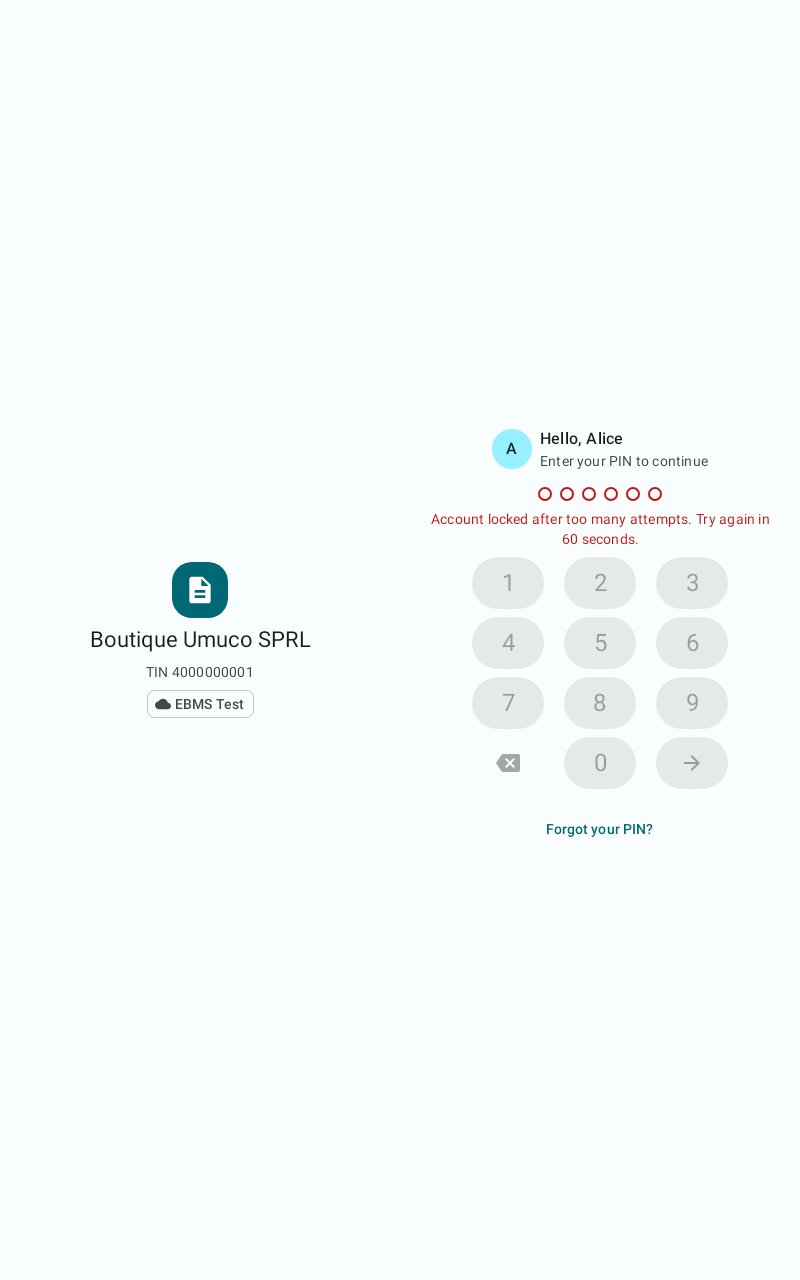 Boutique Umuco SPRL
TIN 4000000001
EBMS Test
A
Hello, Alice
Enter your PIN to continue
Account locked after too many attempts. Try again in
60 seconds.
1 2 3
4 5 6
7 8 9
0
Forgot your PIN?